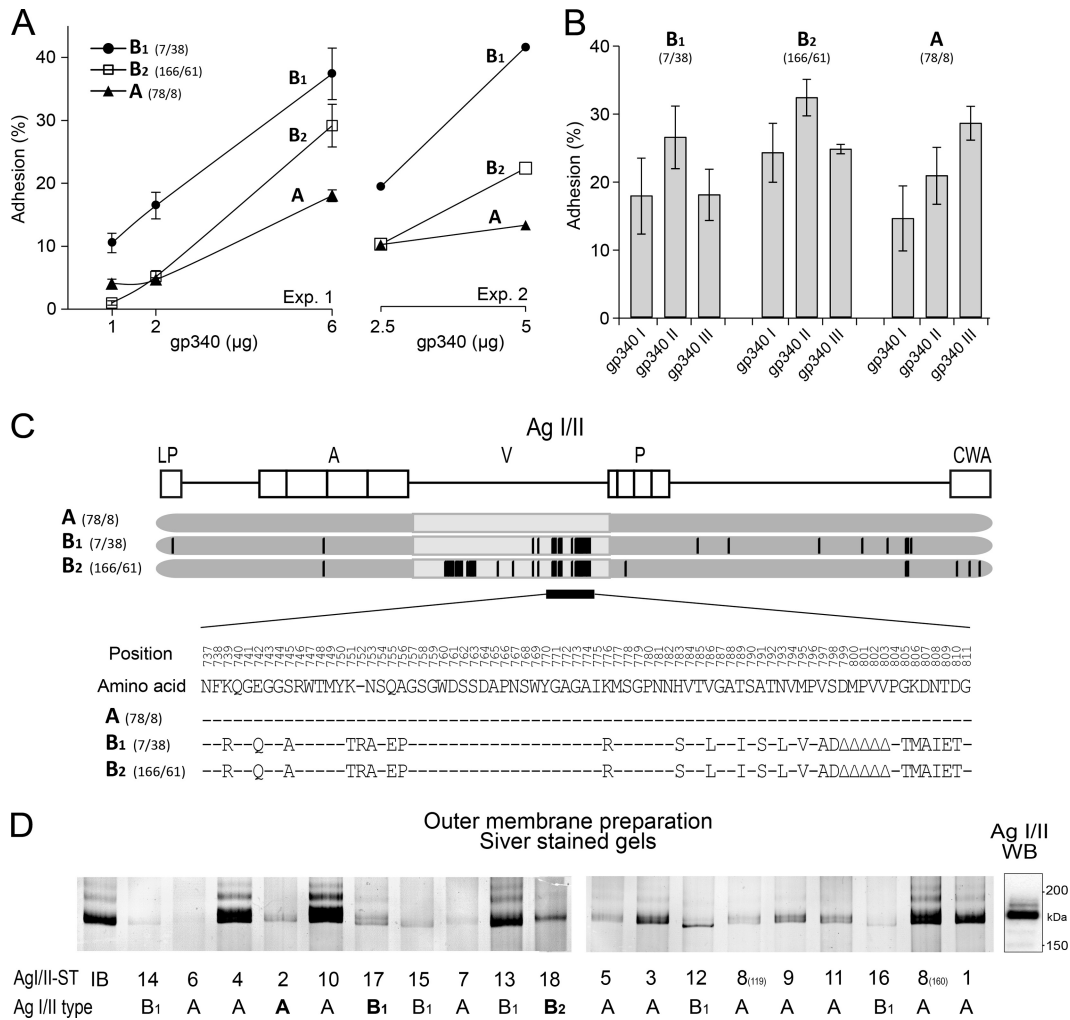 A
B1 (7/38)
B2 (166/61)
A (78/8)
Adhesion (%)
40
30
20
10
0
B1
B2
A
Exp. 1
1 2 6
gp340 (µg)
B1
B2
A
Exp. 2
2.5 5
gp340 (µg)
B
B1 (7/38)
B2 (166/61)
A (78/8)
Adhesion (%)
40
30
20
10
0
gp340 I gp340 II gp340 III gp340 I gp340 II gp340 III gp340 I gp340 II gp340 III
C
Ag I/II
LP A V P CWA
A (78/8)
B1 (7/38)
B2 (166/61)
Position 737 738 739 740 741 742 743 744 745 746 747 748 749 750 751 752 753 754 755 756 757 758 759 760 761 762 763 764 765 766 767 768 769 770 771 772 773 774 775 776 777 778 779 780 781 782 783 784 785 786 787 788 789 790 791 792 793 794 795 796 797 798 799 800 801 802 803 804 805 806 807 808 809 810 811
Amino acid NFKQGEGGSRWTMYK-NSQAGSGWDSSDAPNSWYGAGAIKMSGPNNHVTVGATSATNVMPVSDMPVVPGKDNTDG
A (78/8) ---------------------------------------------------------------------------
B1 (7/38) --R--Q--A-----TRA-EP-------------------R------S--L--I-S-L-V-ADΔΔΔΔΔ-TMAIET-
B2 (166/61) --R--Q--A-----TRA-EP-------------------R------S--L--I-S-L-V-ADΔΔΔΔΔ-TMAIET-
D
Outer membrane preparation
Siver stained gels
Ag I/II
WB
200
kDa
150
AgI/II-ST IB 14 6 4 2 10 17 15 7 13 18 5 3 12 8(119) 9 11 16 8(160) 1
Ag I/II type B1 A A A A B1 B1 A B1 B2 A A B1 A A A B1 A A